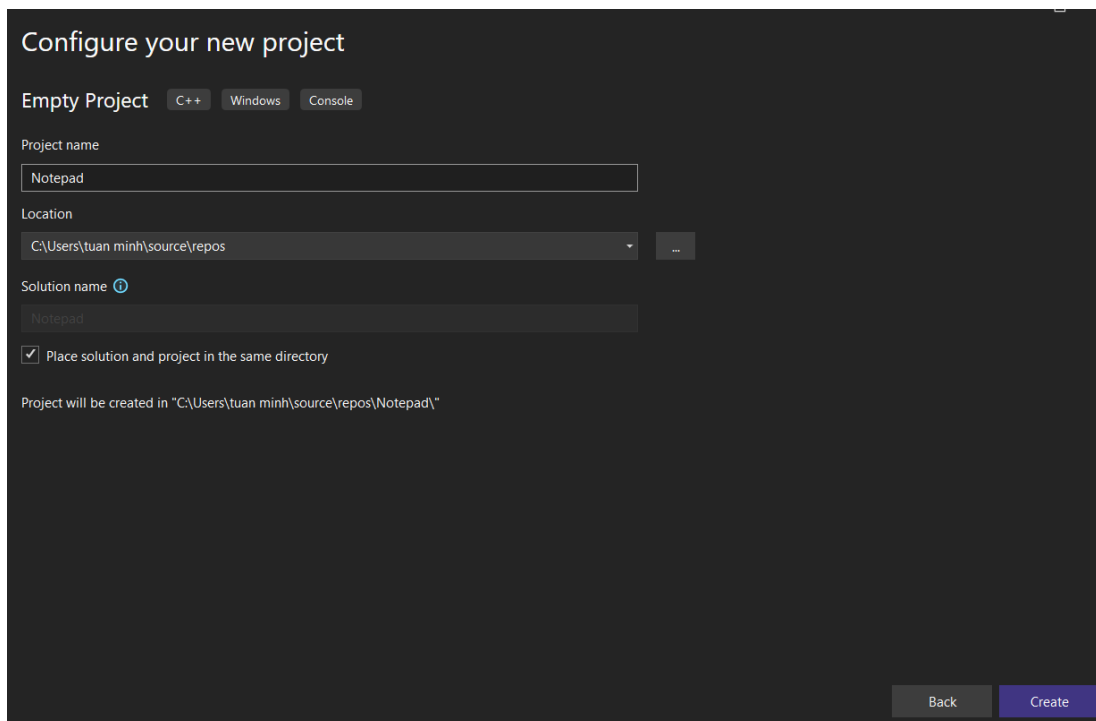 Configure your new project
Empty Project C++ Windows Console
Project name
Notepad
Location
C:\Users\tuan minh\source\repos
...
Solution name
Notepad
Place solution and project in the same directory
Project will be created in "C:\Users\tuan minh\source\repos\Notepad\"
Back Create